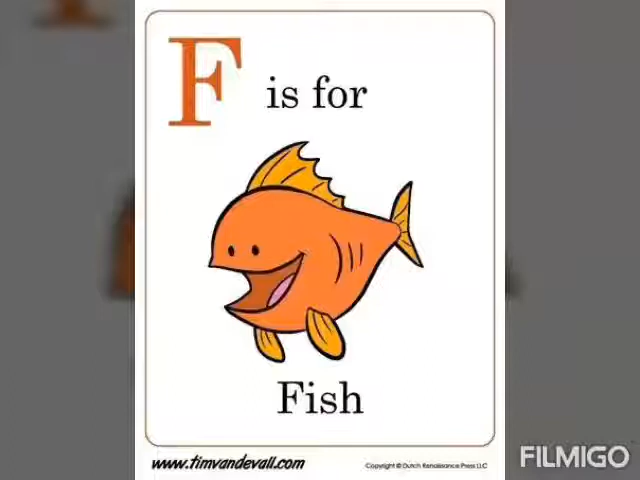 F is for
Fish
www.timvandevall.com
Copyright © Dutch Renaissance Press LLC
FILMIGO